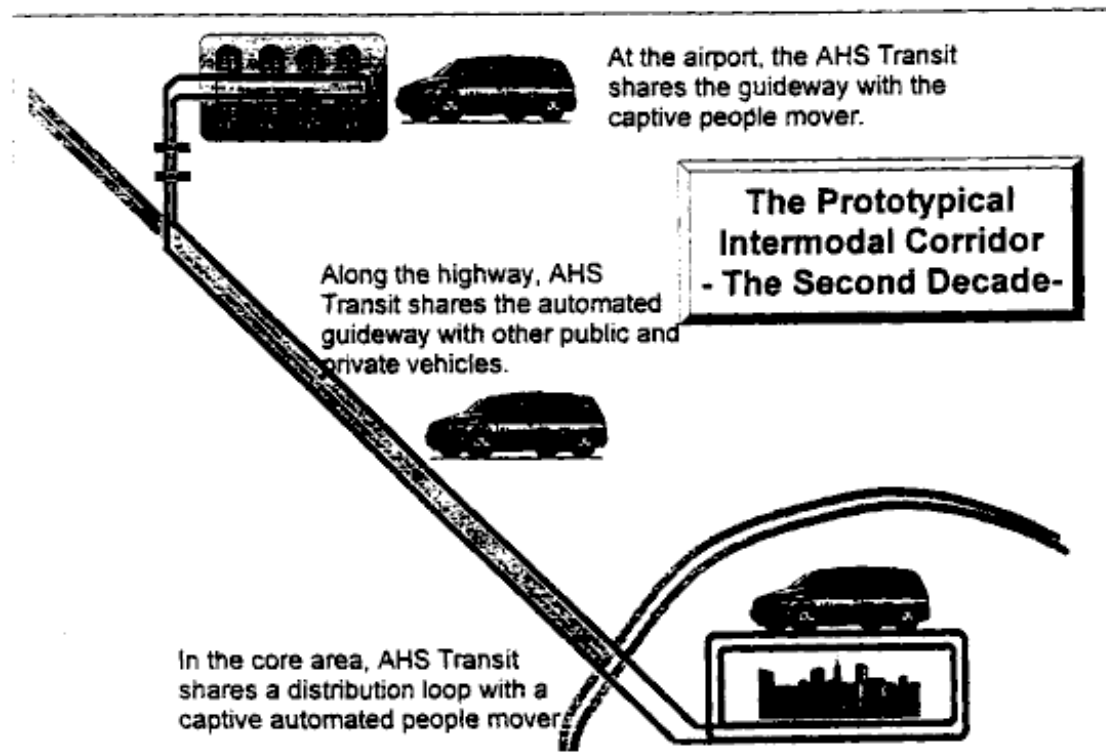 At the airport, the AHS Transit
shares the guideway with the
captive people mover.
The Prototypical
Intermodal Corridor
- The Second Decade-
Along the highway, AHS
Transit shares the automated
guideway with other public and
private vehicles.
In the core area, AHS Transit
shares a distribution loop with a
captive automated people mover